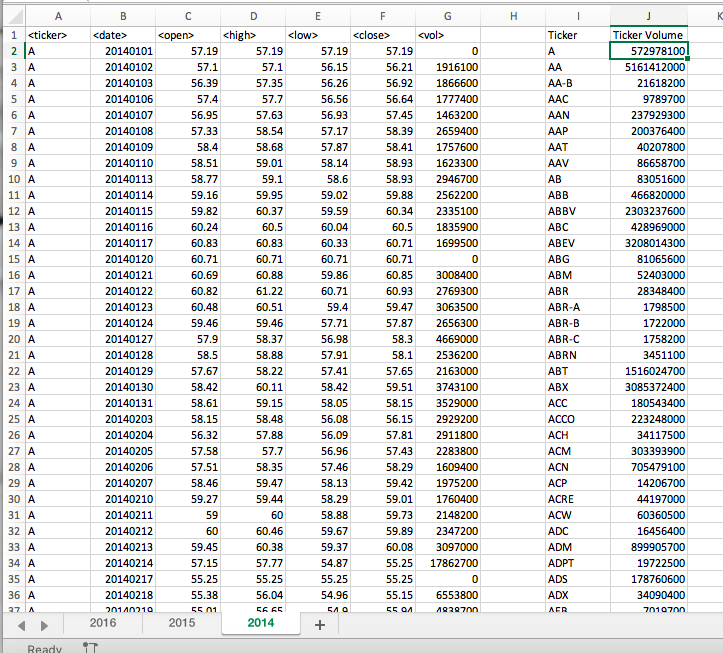 A B C D E F G H I J K
1 <ticker> <date> <open> <high> <low> <close> <vol> Ticker Ticker Volume
2 A 20140101 57.19 57.19 57.19 57.19 0 A 572978100
3 A 20140102 57.1 57.1 56.15 56.21 1916100 AA 5161412000
4 A 20140103 56.39 57.35 56.26 56.92 1866600 AA-B 21618200
5 A 20140106 57.4 57.7 56.56 56.64 1777400 AAC 9789700
6 A 20140107 56.95 57.63 56.93 57.45 1463200 AAN 237929300
7 A 20140108 57.33 58.54 57.17 58.39 2659400 AAP 200376400
8 A 20140109 58.4 58.68 57.87 58.41 1757600 AAT 40207800
9 A 20140110 58.51 59.01 58.14 58.93 1623300 AAV 86658700
10 A 20140113 58.77 59.1 58.6 58.93 2946700 AB 83051600
11 A 20140114 59.16 59.95 59.02 59.88 2562200 ABB 466820000
12 A 20140115 59.82 60.37 59.59 60.34 2335100 ABBV 2303237600
13 A 20140116 60.24 60.5 60.04 60.5 1835900 ABC 428969000
14 A 20140117 60.83 60.83 60.33 60.71 1699500 ABEV 3208014300
15 A 20140120 60.71 60.71 60.71 60.71 0 ABG 81065600
16 A 20140121 60.69 60.88 59.86 60.85 3008400 ABM 52403000
17 A 20140122 60.82 61.22 60.71 60.93 2769300 ABR 28348400
18 A 20140123 60.48 60.51 59.4 59.47 3063500 ABR-A 1798500
19 A 20140124 59.46 59.46 57.71 57.87 2656300 ABR-B 1722000
20 A 20140127 57.9 58.37 56.98 58.3 4669000 ABR-C 1758200
21 A 20140128 58.5 58.88 57.91 58.1 2536200 ABRN 3451100
22 A 20140129 57.67 58.22 57.41 57.65 2163000 ABT 1516024700
23 A 20140130 58.42 60.11 58.42 59.51 3743100 ABX 3085372400
24 A 20140131 58.61 59.15 58.05 58.15 3529000 ACC 180543400
25 A 20140203 58.15 58.48 56.08 56.15 2929200 ACCO 223248000
26 A 20140204 56.32 57.88 56.09 57.81 2911800 ACH 34117500
27 A 20140205 57.58 57.7 56.96 57.43 2283800 ACM 303393900
28 A 20140206 57.51 58.35 57.46 58.29 1609400 ACN 705479100
29 A 20140207 58.46 59.47 58.13 59.42 1975200 ACP 14206700
30 A 20140210 59.27 59.44 58.29 59.01 1760400 ACRE 44197000
31 A 20140211 59 60 58.88 59.73 2148200 ACW 60360500
32 A 20140212 60 60.46 59.67 59.89 2347200 ADC 16456400
33 A 20140213 59.45 60.38 59.37 60.08 3097000 ADM 899905700
34 A 20140214 57.15 57.77 54.87 55.25 17862700 ADPT 19722500
35 A 20140217 55.25 55.25 55.25 55.25 0 ADS 178760600
36 A 20140218 55.38 56.04 54.96 55.15 6553800 ADX 34090400
37 A 20140219 55.01 56.65 54.9 55.94 4838700 AEB 7019700
2016 2015 2014 +
Ready